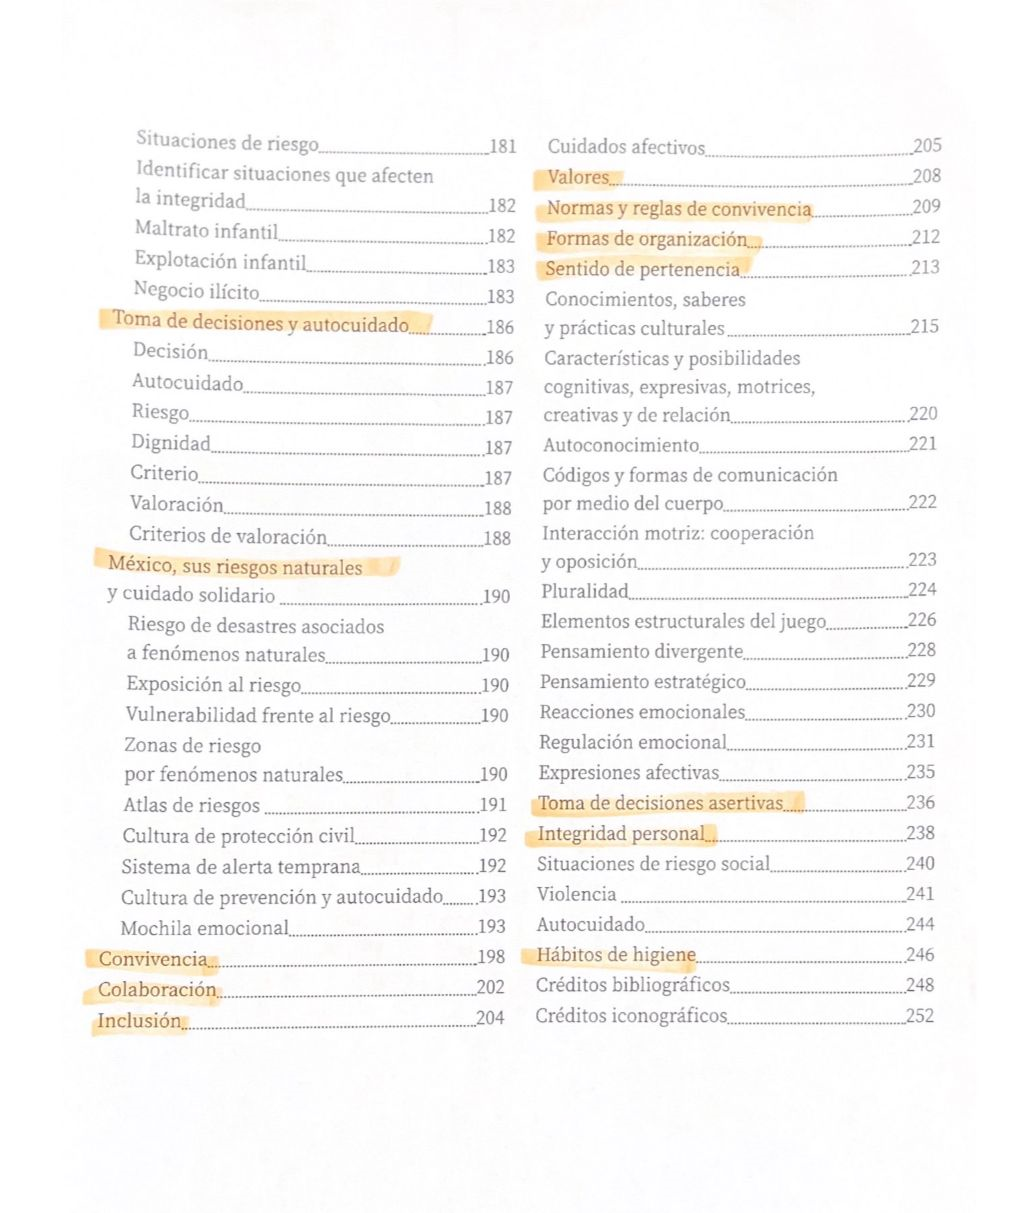 Situaciones de riesgo 181
Identificar situaciones que afecten
la integridad 182
Maltrato infantil 182
Explotación infantil 183
Negocio ilícito 183
Toma de decisiones y autocuidado 186
Decisión 186
Autocuidado 187
Riesgo 187
Dignidad 187
Criterio 187
Valoración 188
Criterios de valoración 188
México, sus riesgos naturales
y cuidado solidario 190
Riesgo de desastres asociados
a fenómenos naturales 190
Exposición al riesgo 190
Vulnerabilidad frente al riesgo 190
Zonas de riesgo
por fenómenos naturales 190
Atlas de riesgos 191
Cultura de protección civil 192
Sistema de alerta temprana 192
Cultura de prevención y autocuidado 193
Mochila emocional 193
Convivencia 198
Colaboración 202
Inclusión 204
Cuidados afectivos 205
Valores 208
Normas y reglas de convivencia 209
Formas de organización 212
Sentido de pertenencia 213
Conocimientos, saberes
y prácticas culturales 215
Características y posibilidades
cognitivas, expresivas, motrices,
creativas y de relación 220
Autoconocimiento 221
Códigos y formas de comunicación
por medio del cuerpo 222
Interacción motriz: cooperación
y oposición 223
Pluralidad 224
Elementos estructurales del juego 226
Pensamiento divergente 228
Pensamiento estratégico 229
Reacciones emocionales 230
Regulación emocional 231
Expresiones afectivas 235
Toma de decisiones asertivas 236
Integridad personal 238
Situaciones de riesgo social 240
Violencia 241
Autocuidado 244
Hábitos de higiene 246
Créditos bibliográficos 248
Créditos iconográficos 252